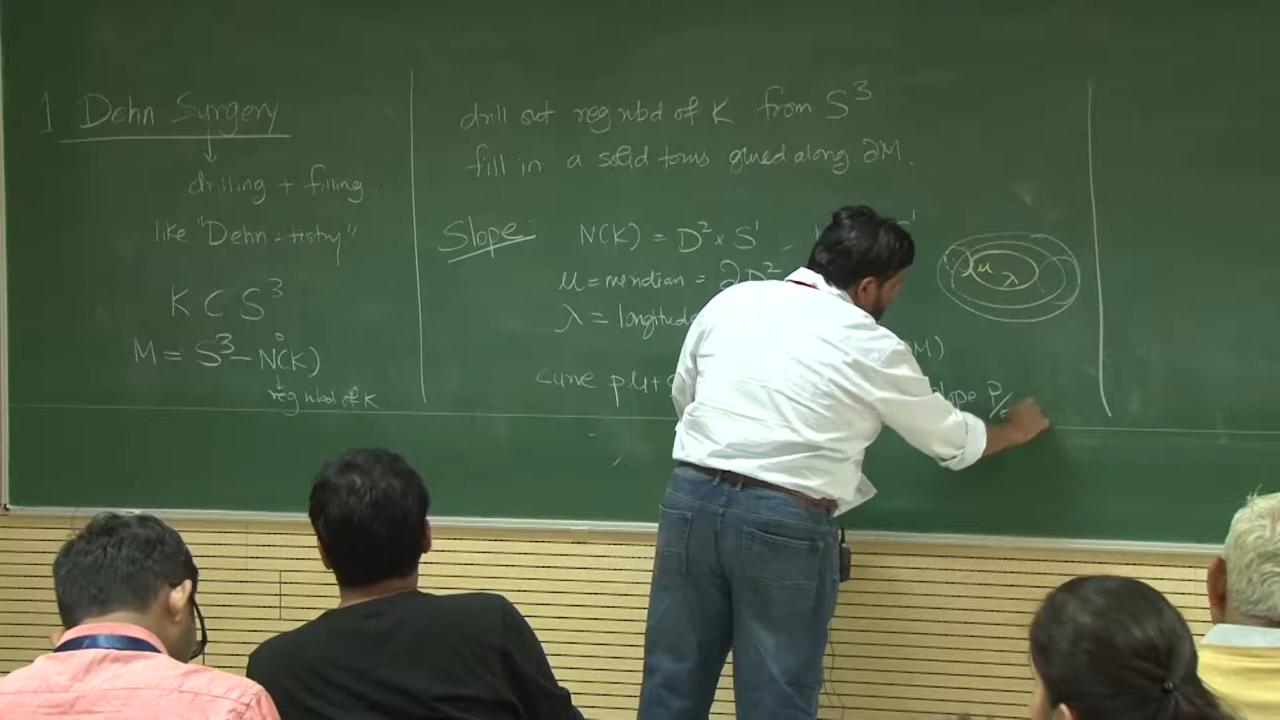 1 Dehn Surgery
↓
drilling + filling.
like "Dehn-tistry"
K ⊂ S³
M = S³ - N̊(K)
↓
reg nbd of K
drill out reg nbd of K from S³
fill in a solid torus glued along ∂M.
Slope:
N(K) = D² × S¹
μ = meridian = ∂D²
λ = longitude
curve pμ+
slope P/
μ
λ